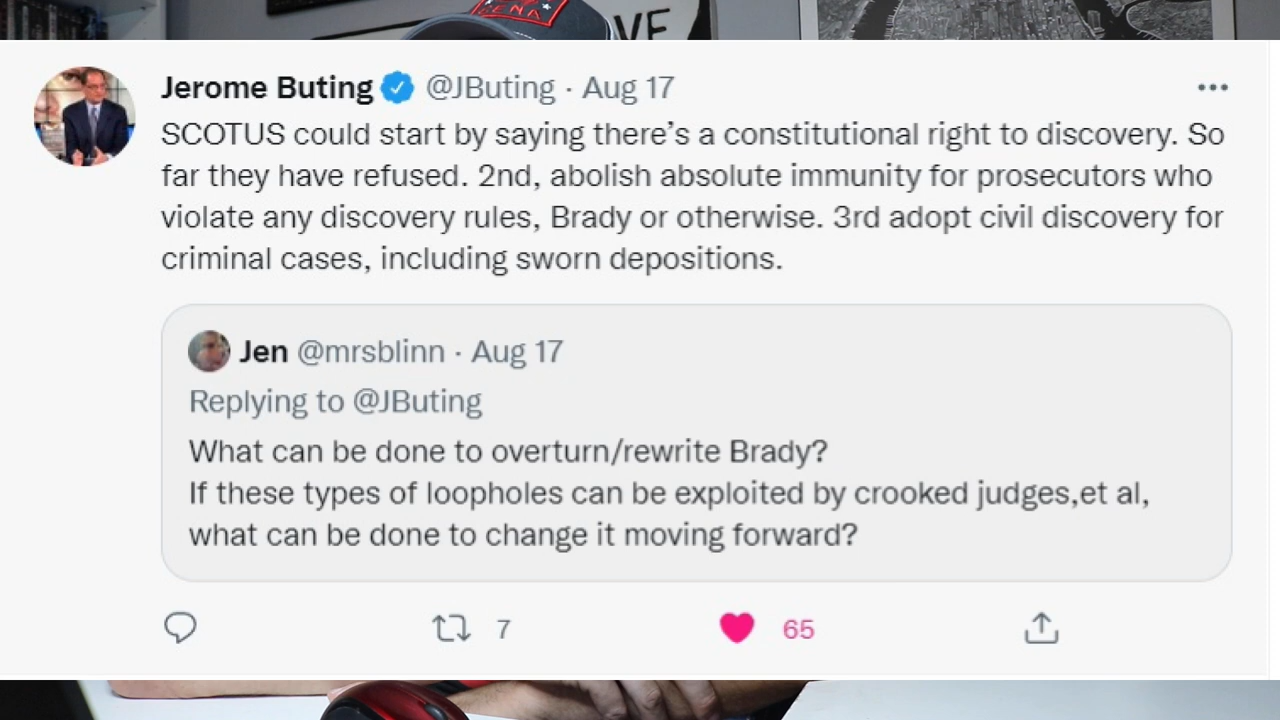 VE
Jerome Buting @JButing · Aug 17
SCOTUS could start by saying there's a constitutional right to discovery. So
far they have refused. 2nd, abolish absolute immunity for prosecutors who
violate any discovery rules, Brady or otherwise. 3rd adopt civil discovery for
criminal cases, including sworn depositions.
Jen @mrsblinn · Aug 17
Replying to @JButing
What can be done to overturn/rewrite Brady?
If these types of loopholes can be exploited by crooked judges,et al,
what can be done to change it moving forward?
7
65